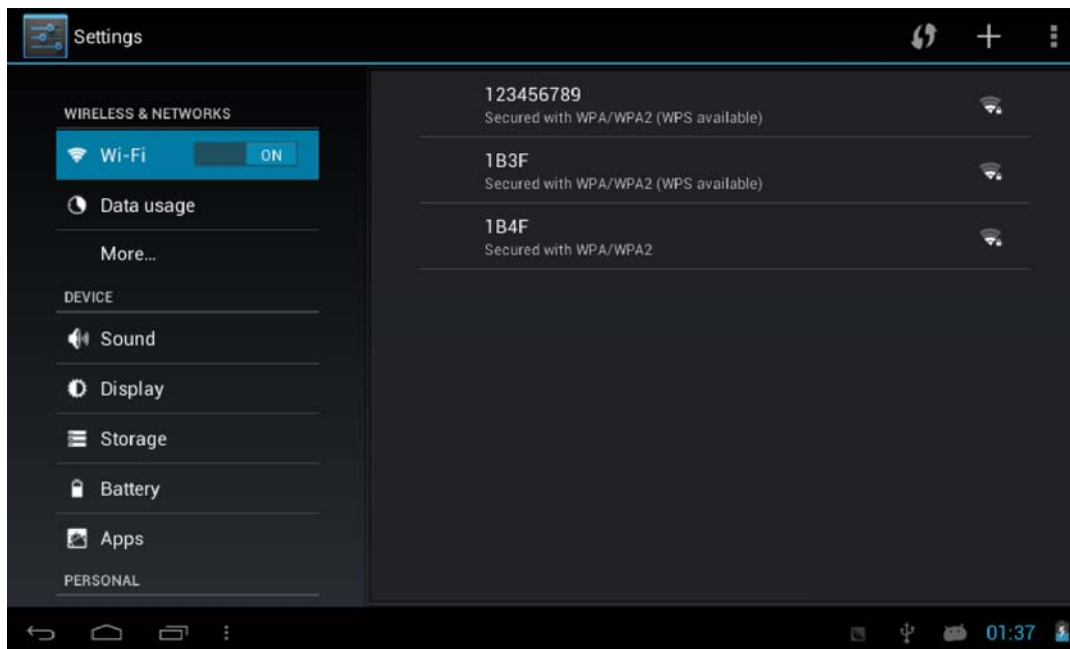 Settings
WIRELESS & NETWORKS
Wi-Fi ON
Data usage
More...
DEVICE
Sound
Display
Storage
Battery
Apps
PERSONAL
123456789
Secured with WPA/WPA2 (WPS available)
1B3F
Secured with WPA/WPA2 (WPS available)
1B4F
Secured with WPA/WPA2
01:37